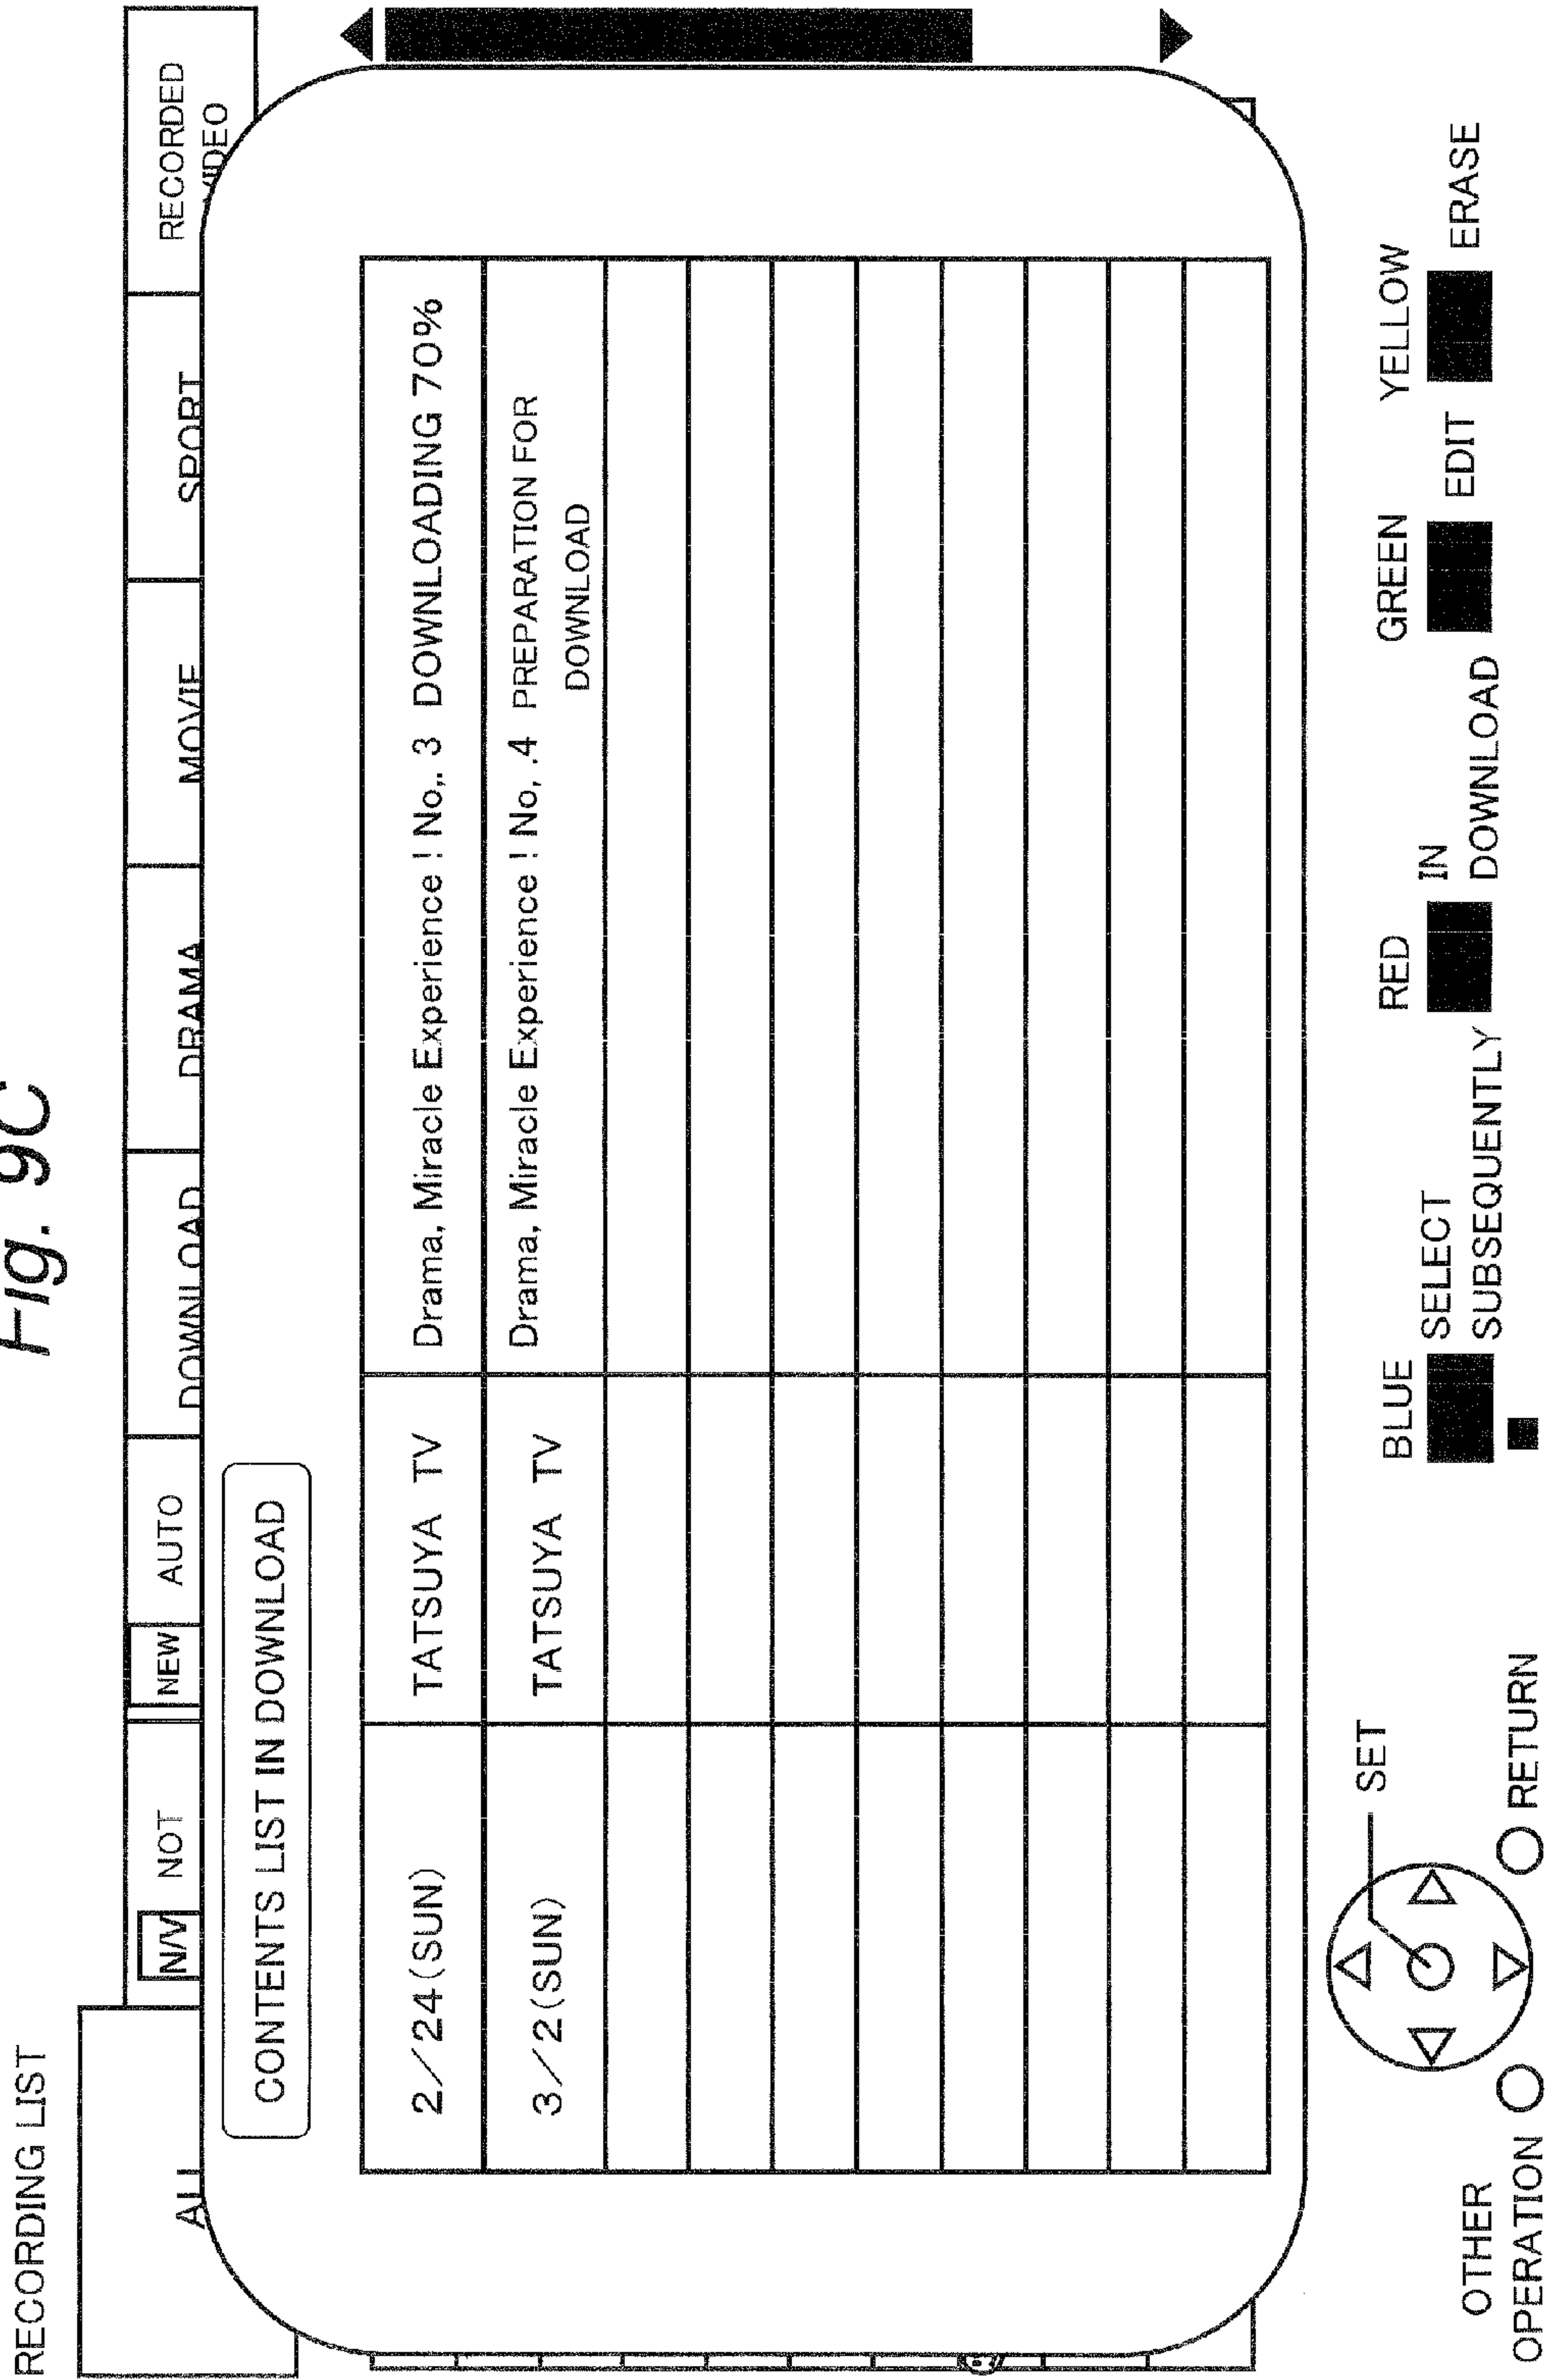 Fig. 9C
RECORDING LIST
ALL
N/V NOT
NEW AUTO
DOWNLOAD
DRAMA
MOVIE
SPORT
RECORDED
VIDEO
CONTENTS LIST IN DOWNLOAD
2/24(SUN) TATSUYA TV Drama, Miracle Experience ! No,. 3 DOWNLOADING 70%
3/2(SUN) TATSUYA TV Drama, Miracle Experience ! No, .4 PREPARATION FOR
DOWNLOAD
SET
OTHER
OPERATION
RETURN
BLUE
SELECT
SUBSEQUENTLY
RED
IN
DOWNLOAD
GREEN
EDIT
YELLOW
ERASE